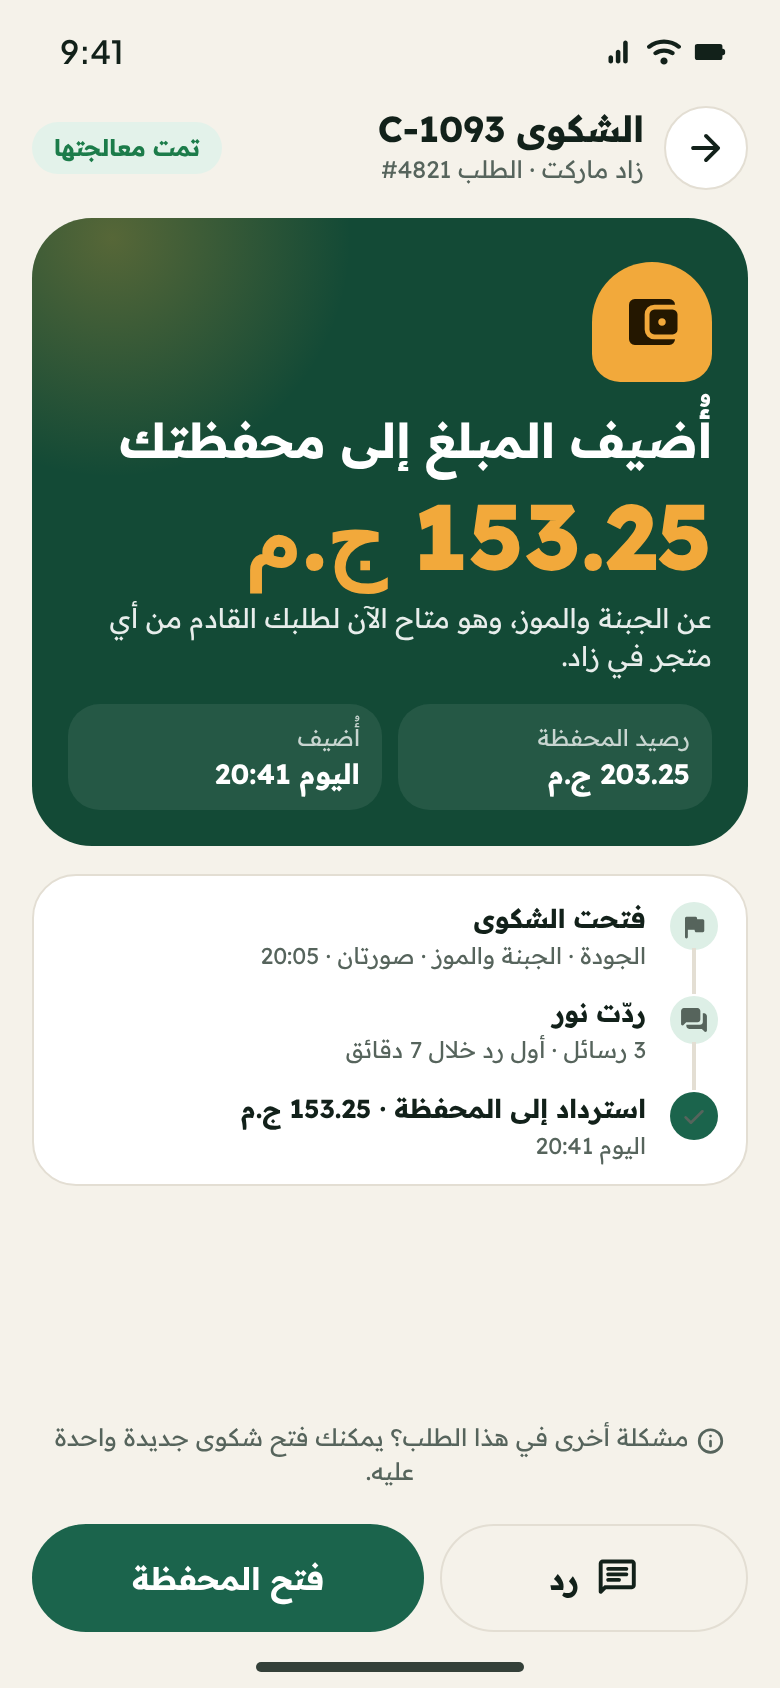 9:41
الشكوى C-1093
زاد ماركت · الطلب #4821
تمت معالجتها
أُضيف المبلغ إلى محفظتك
153.25 ج.م
عن الجبنة والموز، وهو متاح الآن لطلبك القادم من أي
متجر في زاد.
رصيد المحفظة
203.25 ج.م
أُضيف
اليوم 20:41
فتحت الشكوى
الجودة · الجبنة والموز · صورتان · 20:05
ردّت نور
3 رسائل · أول رد خلال 7 دقائق
استرداد إلى المحفظة · 153.25 ج.م
اليوم 20:41
مشكلة أخرى في هذا الطلب؟ يمكنك فتح شكوى جديدة واحدة
عليه.
رد
فتح المحفظة